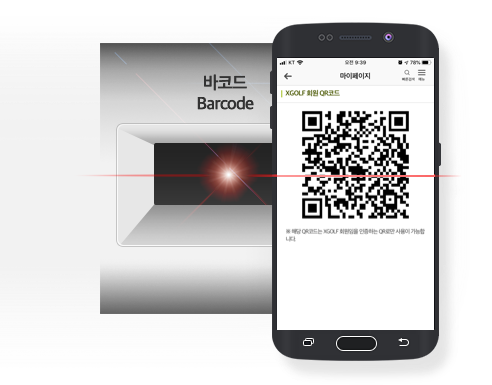 바코드
Barcode
KT 오전 9:39 78%
마이페이지
빠른검색 메뉴
XGOLF 회원 QR코드
※ 해당 QR코드는 XGOLF 회원임을 인증하는 QR로만 사용이 가능합
니다.